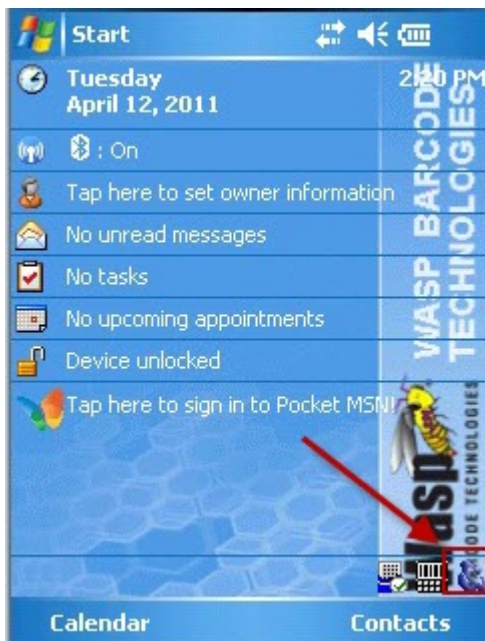 Start
Tuesday 2:20 PM
April 12, 2011
: On
Tap here to set owner information
No unread messages
No tasks
No upcoming appointments
Device unlocked
Tap here to sign in to Pocket MSN!
WASP BARCODE
TECHNOLOGIES
Wasp
CODE TECHNOLOGIES
Calendar Contacts